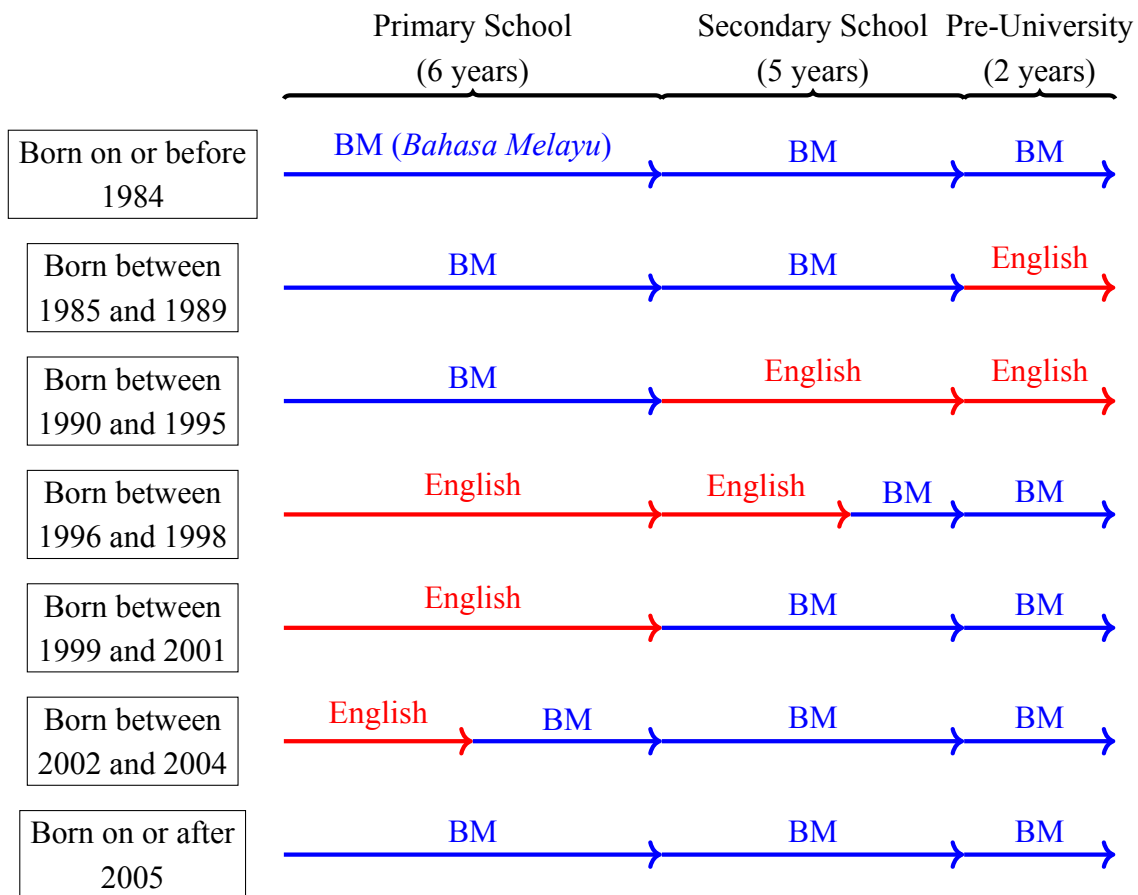 Primary School Secondary School Pre-University
(6 years) (5 years) (2 years)
Born on or before
1984
BM (Bahasa Melayu) BM BM
Born between
1985 and 1989
BM BM English
Born between
1990 and 1995
BM English English
Born between
1996 and 1998
English English BM BM
Born between
1999 and 2001
English BM BM
Born between
2002 and 2004
English BM BM BM
Born on or after
2005
BM BM BM